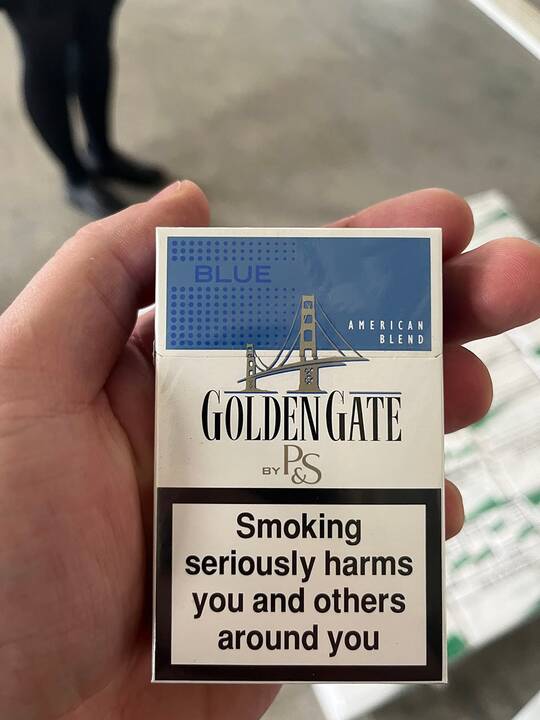 BLUE
AMERICAN
BLEND
GOLDEN GATE
BY P&S
Smoking
seriously harms
you and others
around you